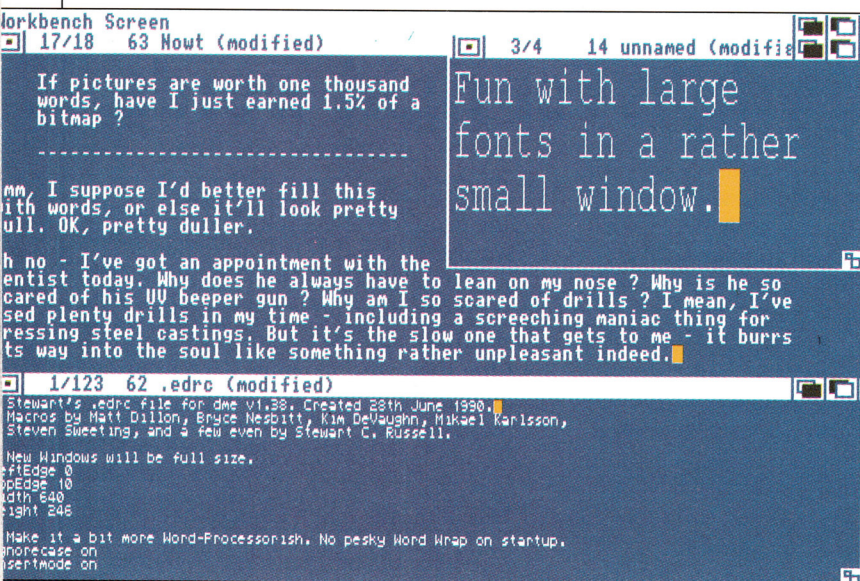 Workbench Screen
17/18 63 Nowt (modified)
If pictures are worth one thousand
words, have I just earned 1.5% of a
bitmap ?
----------------------------------
mm, I suppose I'd better fill this
ith words, or else it'll look pretty
ull. OK, pretty duller.
h no - I've got an appointment with the
entist today. Why does he always have to lean on my nose ? Why is he so
cared of his UV beeper gun ? Why am I so scared of drills ? I mean, I've
sed plenty drills in my time - including a screeching maniac thing for
ressing steel castings. But it's the slow one that gets to me - it burrs
ts way into the soul like something rather unpleasant indeed.
3/4 14 unnamed (modifie
Fun with large
fonts in a rather
small window.
1/123 62 .edrc (modified)
Stewart's .edrc file for dme v1.38. Created 28th June 1990.
Macros by Matt Dillon, Bryce Nesbitt, Kim DeVaughn, Mikael Karlsson,
Steven Sweeting, and a few even by Stewart C. Russell.
New Windows will be full size.
eftEdge 0
opEdge 10
idth 640
eight 246
Make it a bit more Word-Processorish. No pesky Word Wrap on startup.
gnorecase on
nsertmode on